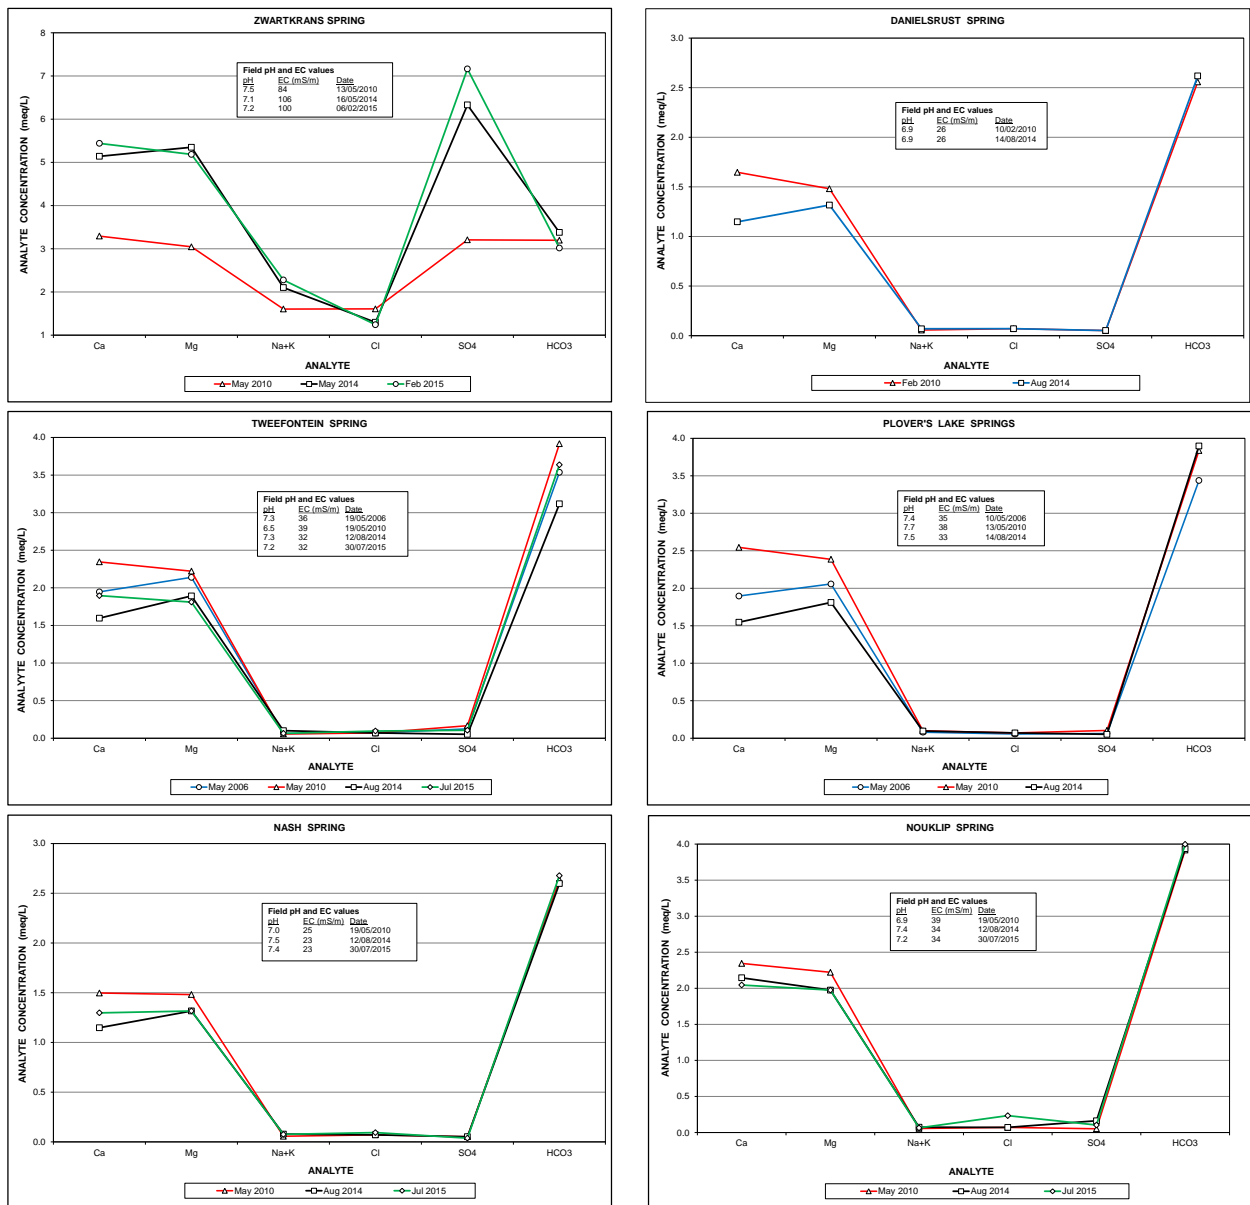 ZWARTKRANS SPRING
ANALYTE CONCENTRATION (meq/L)
8
7
6
5
4
3
2
1
Field pH and EC values
pH EC (mS/m) Date
7.5 84 13/05/2010
7.1 106 16/05/2014
7.2 100 06/02/2015
Ca Mg Na+K Cl SO4 HCO3
ANALYTE
May 2010 May 2014 Feb 2015
DANIELSRUST SPRING
ANALYTE CONCENTRATION (meq/L)
3.0
2.5
2.0
1.5
1.0
0.5
0.0
Field pH and EC values
pH EC (mS/m) Date
6.9 26 10/02/2010
6.9 26 14/08/2014
Ca Mg Na+K Cl SO4 HCO3
ANALYTE
Feb 2010 Aug 2014
TWEEFONTEIN SPRING
ANALYYTE CONCENTRATION (meq/L)
4.0
3.5
3.0
2.5
2.0
1.5
1.0
0.5
0.0
Field pH and EC values
pH EC (mS/m) Date
7.3 36 19/05/2006
6.5 39 19/05/2010
7.3 32 12/08/2014
7.2 32 30/07/2015
Ca Mg Na+K Cl SO4 HCO3
ANALYTE
May 2006 May 2010 Aug 2014 Jul 2015
PLOVER'S LAKE SPRINGS
ANALYTE CONCENTRATION (meq/L)
4.0
3.5
3.0
2.5
2.0
1.5
1.0
0.5
0.0
Field pH and EC values
pH EC (mS/m) Date
7.4 35 10/05/2006
7.7 38 13/05/2010
7.5 33 14/08/2014
Ca Mg Na+K Cl SO4 HCO3
ANALYTE
May 2006 May 2010 Aug 2014
NASH SPRING
ANALYTE CONCENTRATION (meq/L)
3.0
2.5
2.0
1.5
1.0
0.5
0.0
Field pH and EC values
pH EC (mS/m) Date
7.0 25 19/05/2010
7.5 23 12/08/2014
7.4 23 30/07/2015
Ca Mg Na+K Cl SO4 HCO3
ANALYTE
May 2010 Aug 2014 Jul 2015
NOUKLIP SPRING
ANALYTE CONCENTRATION (meq/L)
4.0
3.5
3.0
2.5
2.0
1.5
1.0
0.5
0.0
Field pH and EC values
pH EC (mS/m) Date
6.9 39 19/05/2010
7.4 34 12/08/2014
7.2 34 30/07/2015
Ca Mg Na+K Cl SO4 HCO3
ANALYTE
May 2010 Aug 2014 Jul 2015